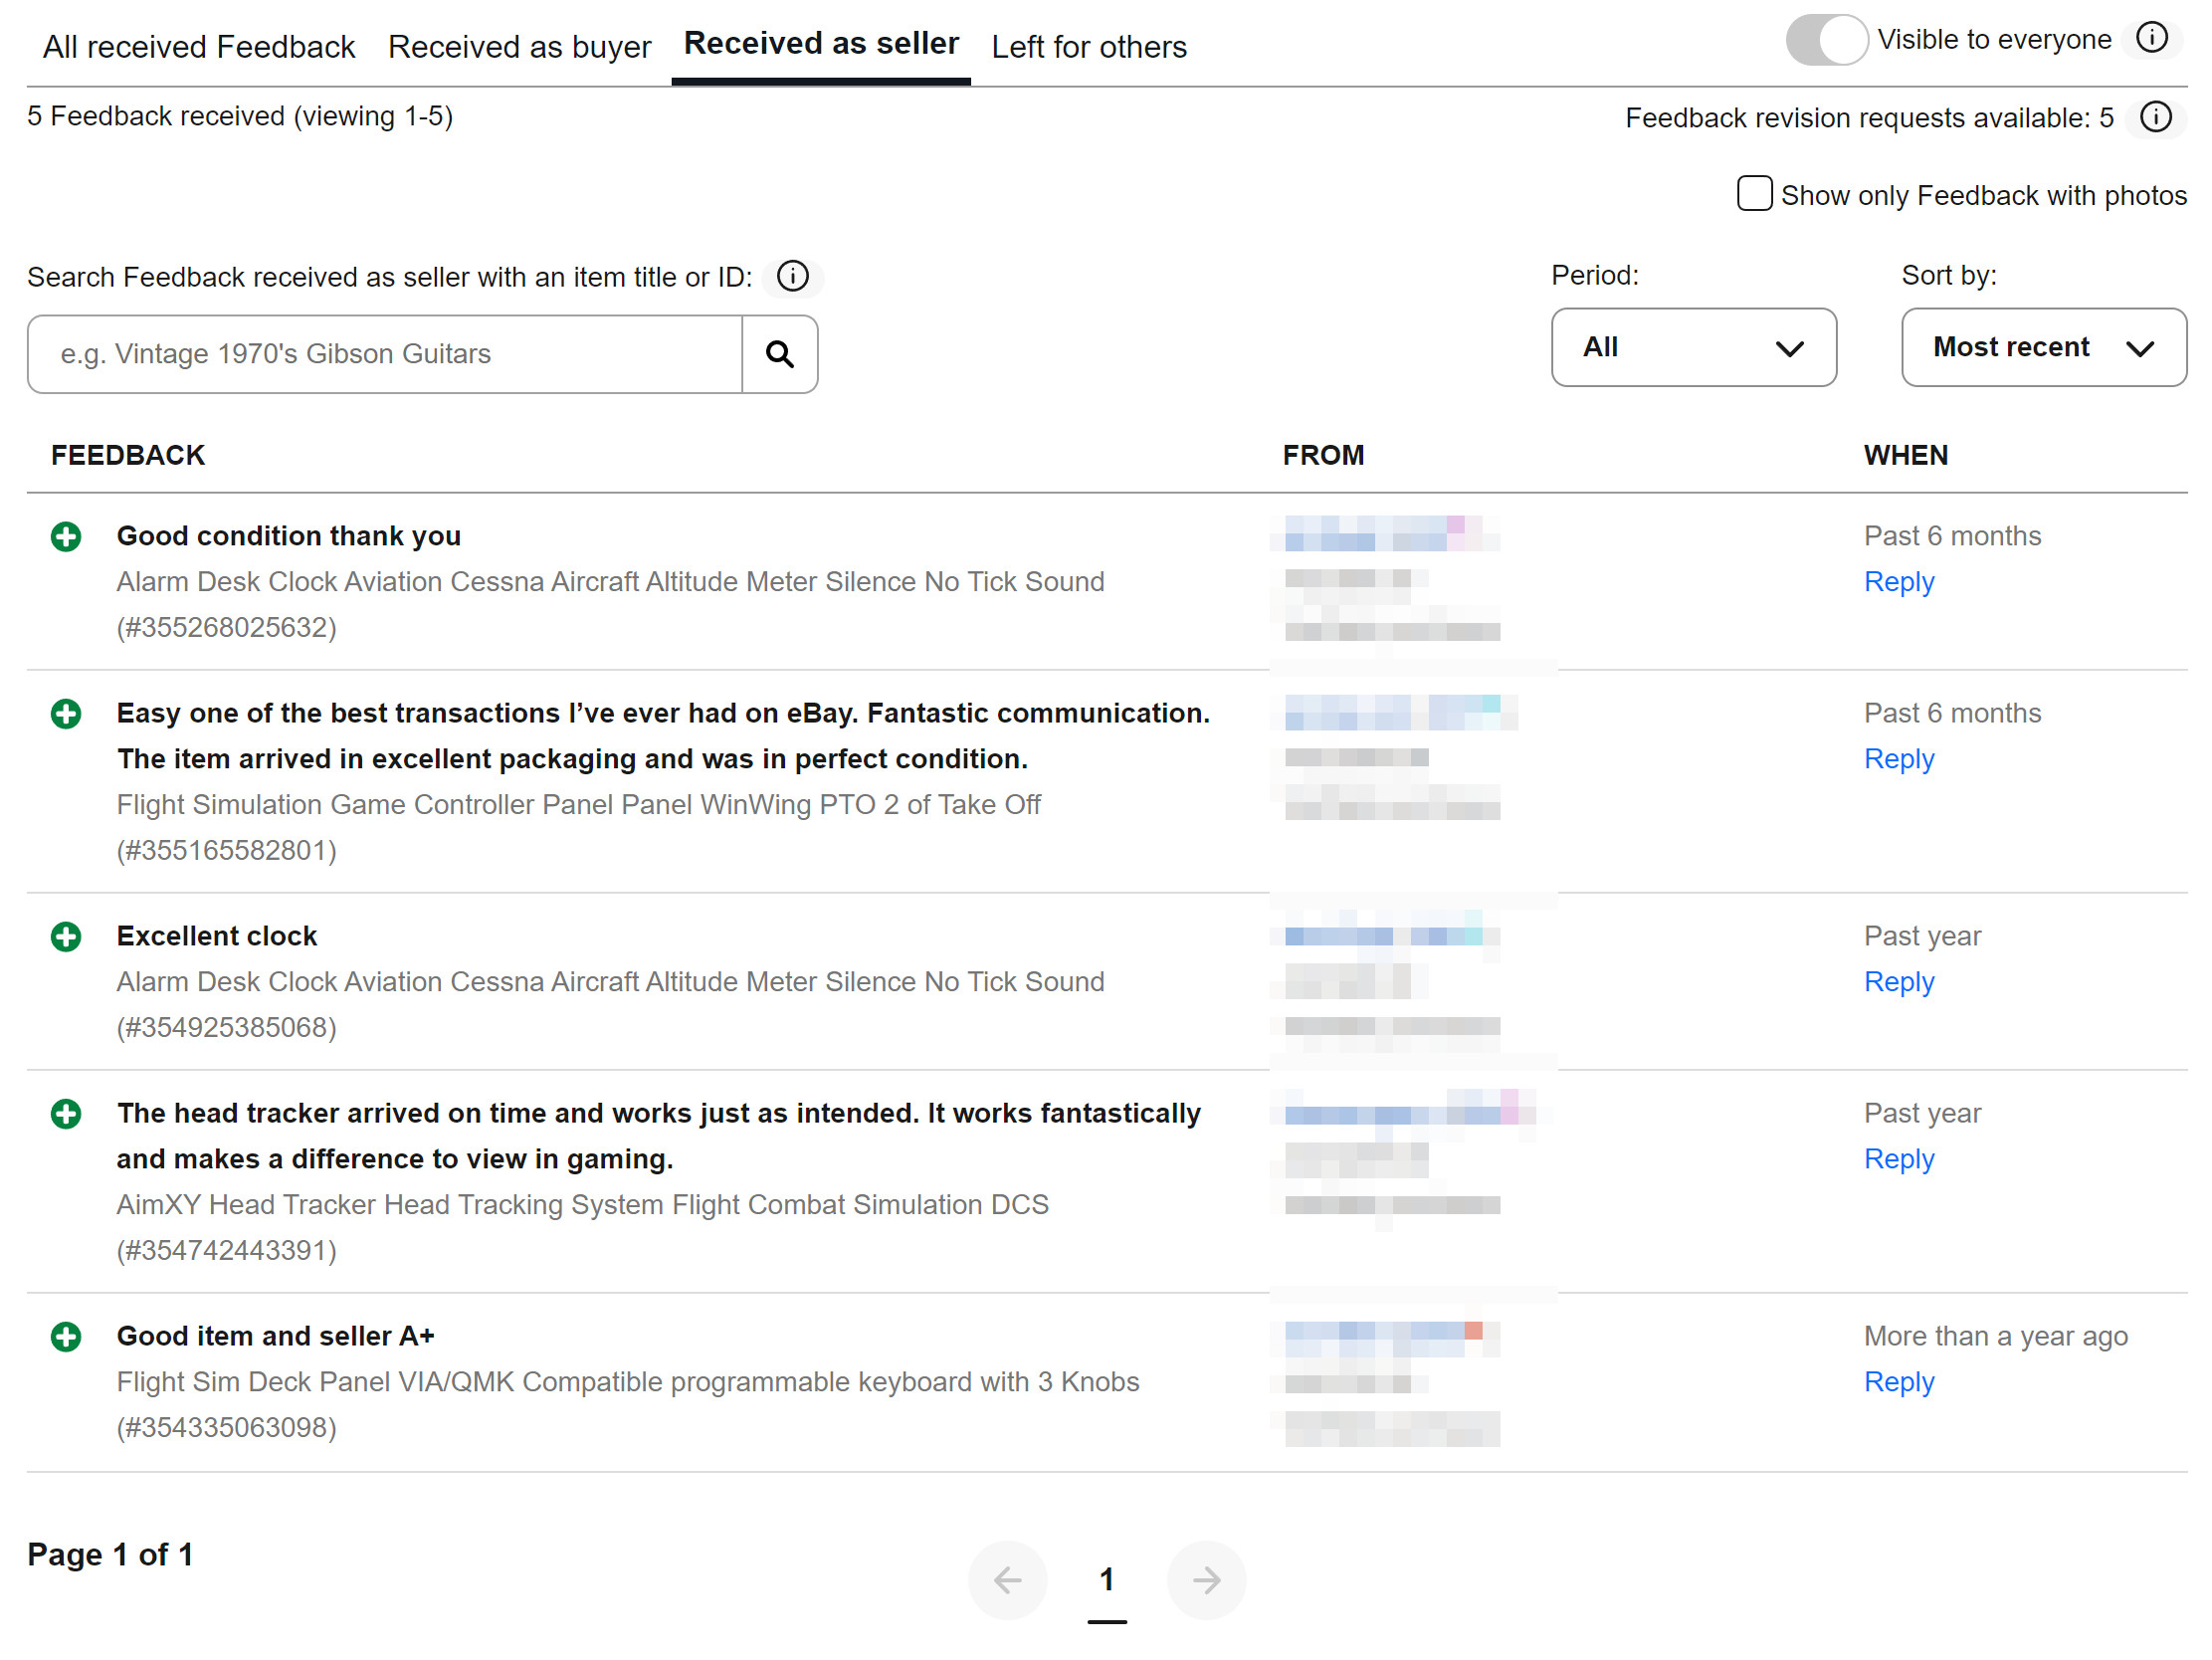 All received Feedback Received as buyer Received as seller Left for others Visible to everyone
5 Feedback received (viewing 1-5) Feedback revision requests available: 5
Show only Feedback with photos
Search Feedback received as seller with an item title or ID: Period: Sort by:
e.g. Vintage 1970's Gibson Guitars All Most recent
FEEDBACK FROM WHEN
Good condition thank you Past 6 months
Alarm Desk Clock Aviation Cessna Aircraft Altitude Meter Silence No Tick Sound Reply
(#355268025632)
Easy one of the best transactions I’ve ever had on eBay. Fantastic communication. Past 6 months
The item arrived in excellent packaging and was in perfect condition. Reply
Flight Simulation Game Controller Panel Panel WinWing PTO 2 of Take Off
(#355165582801)
Excellent clock Past year
Alarm Desk Clock Aviation Cessna Aircraft Altitude Meter Silence No Tick Sound Reply
(#354925385068)
The head tracker arrived on time and works just as intended. It works fantastically Past year
and makes a difference to view in gaming. Reply
AimXY Head Tracker Head Tracking System Flight Combat Simulation DCS
(#354742443391)
Good item and seller A+ More than a year ago
Flight Sim Deck Panel VIA/QMK Compatible programmable keyboard with 3 Knobs Reply
(#354335063098)
Page 1 of 1 1